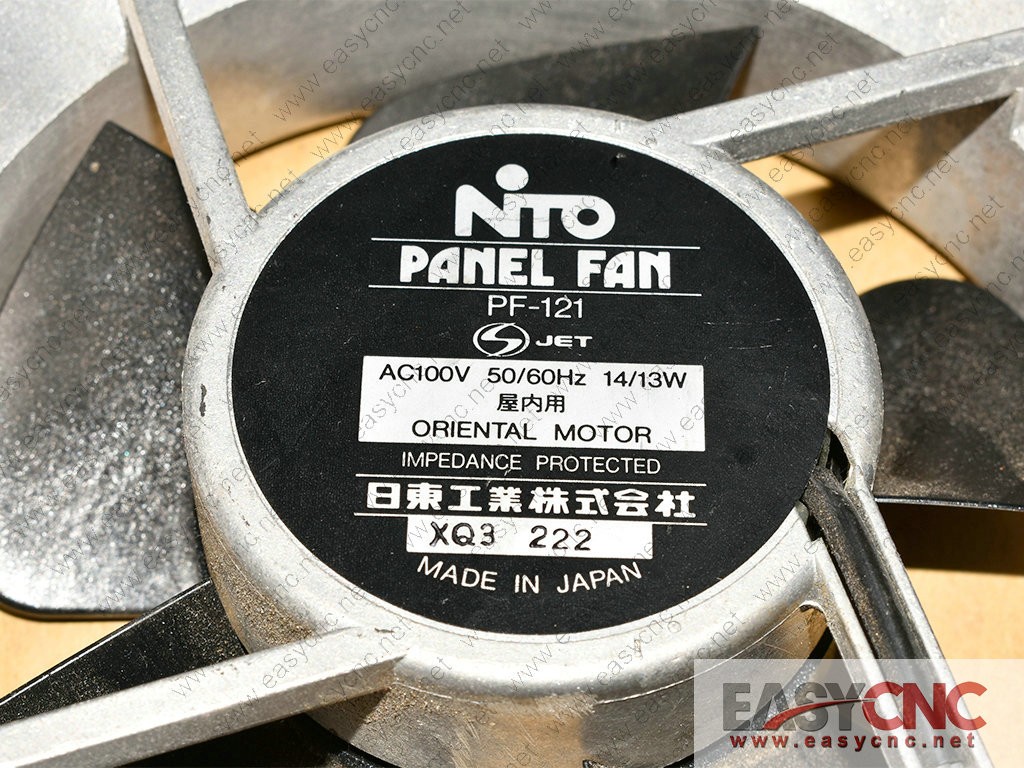 NiTO
PANEL FAN
PF-121
S JET
AC100V 50/60Hz 14/13W
屋内用
ORIENTAL MOTOR
IMPEDANCE PROTECTED
日東工業株式会社
XQ3 222
MADE IN JAPAN
EASYCNC
www.easycnc.net